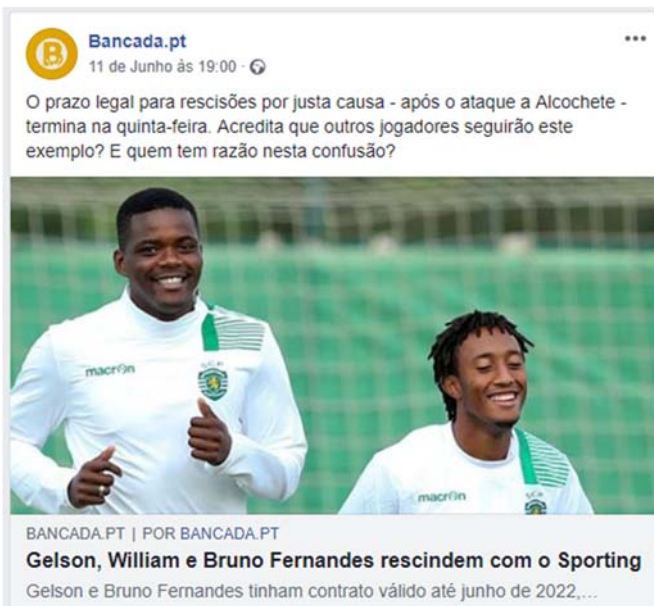 Bancada.pt
11 de Junho às 19:00 ·
O prazo legal para rescisões por justa causa - após o ataque a Alcochete -
termina na quinta-feira. Acredita que outros jogadores seguirão este
exemplo? E quem tem razão nesta confusão?
macron
SCP
macron
BANCADA.PT | POR BANCADA.PT
Gelson, William e Bruno Fernandes rescindem com o Sporting
Gelson e Bruno Fernandes tinham contrato válido até junho de 2022,...